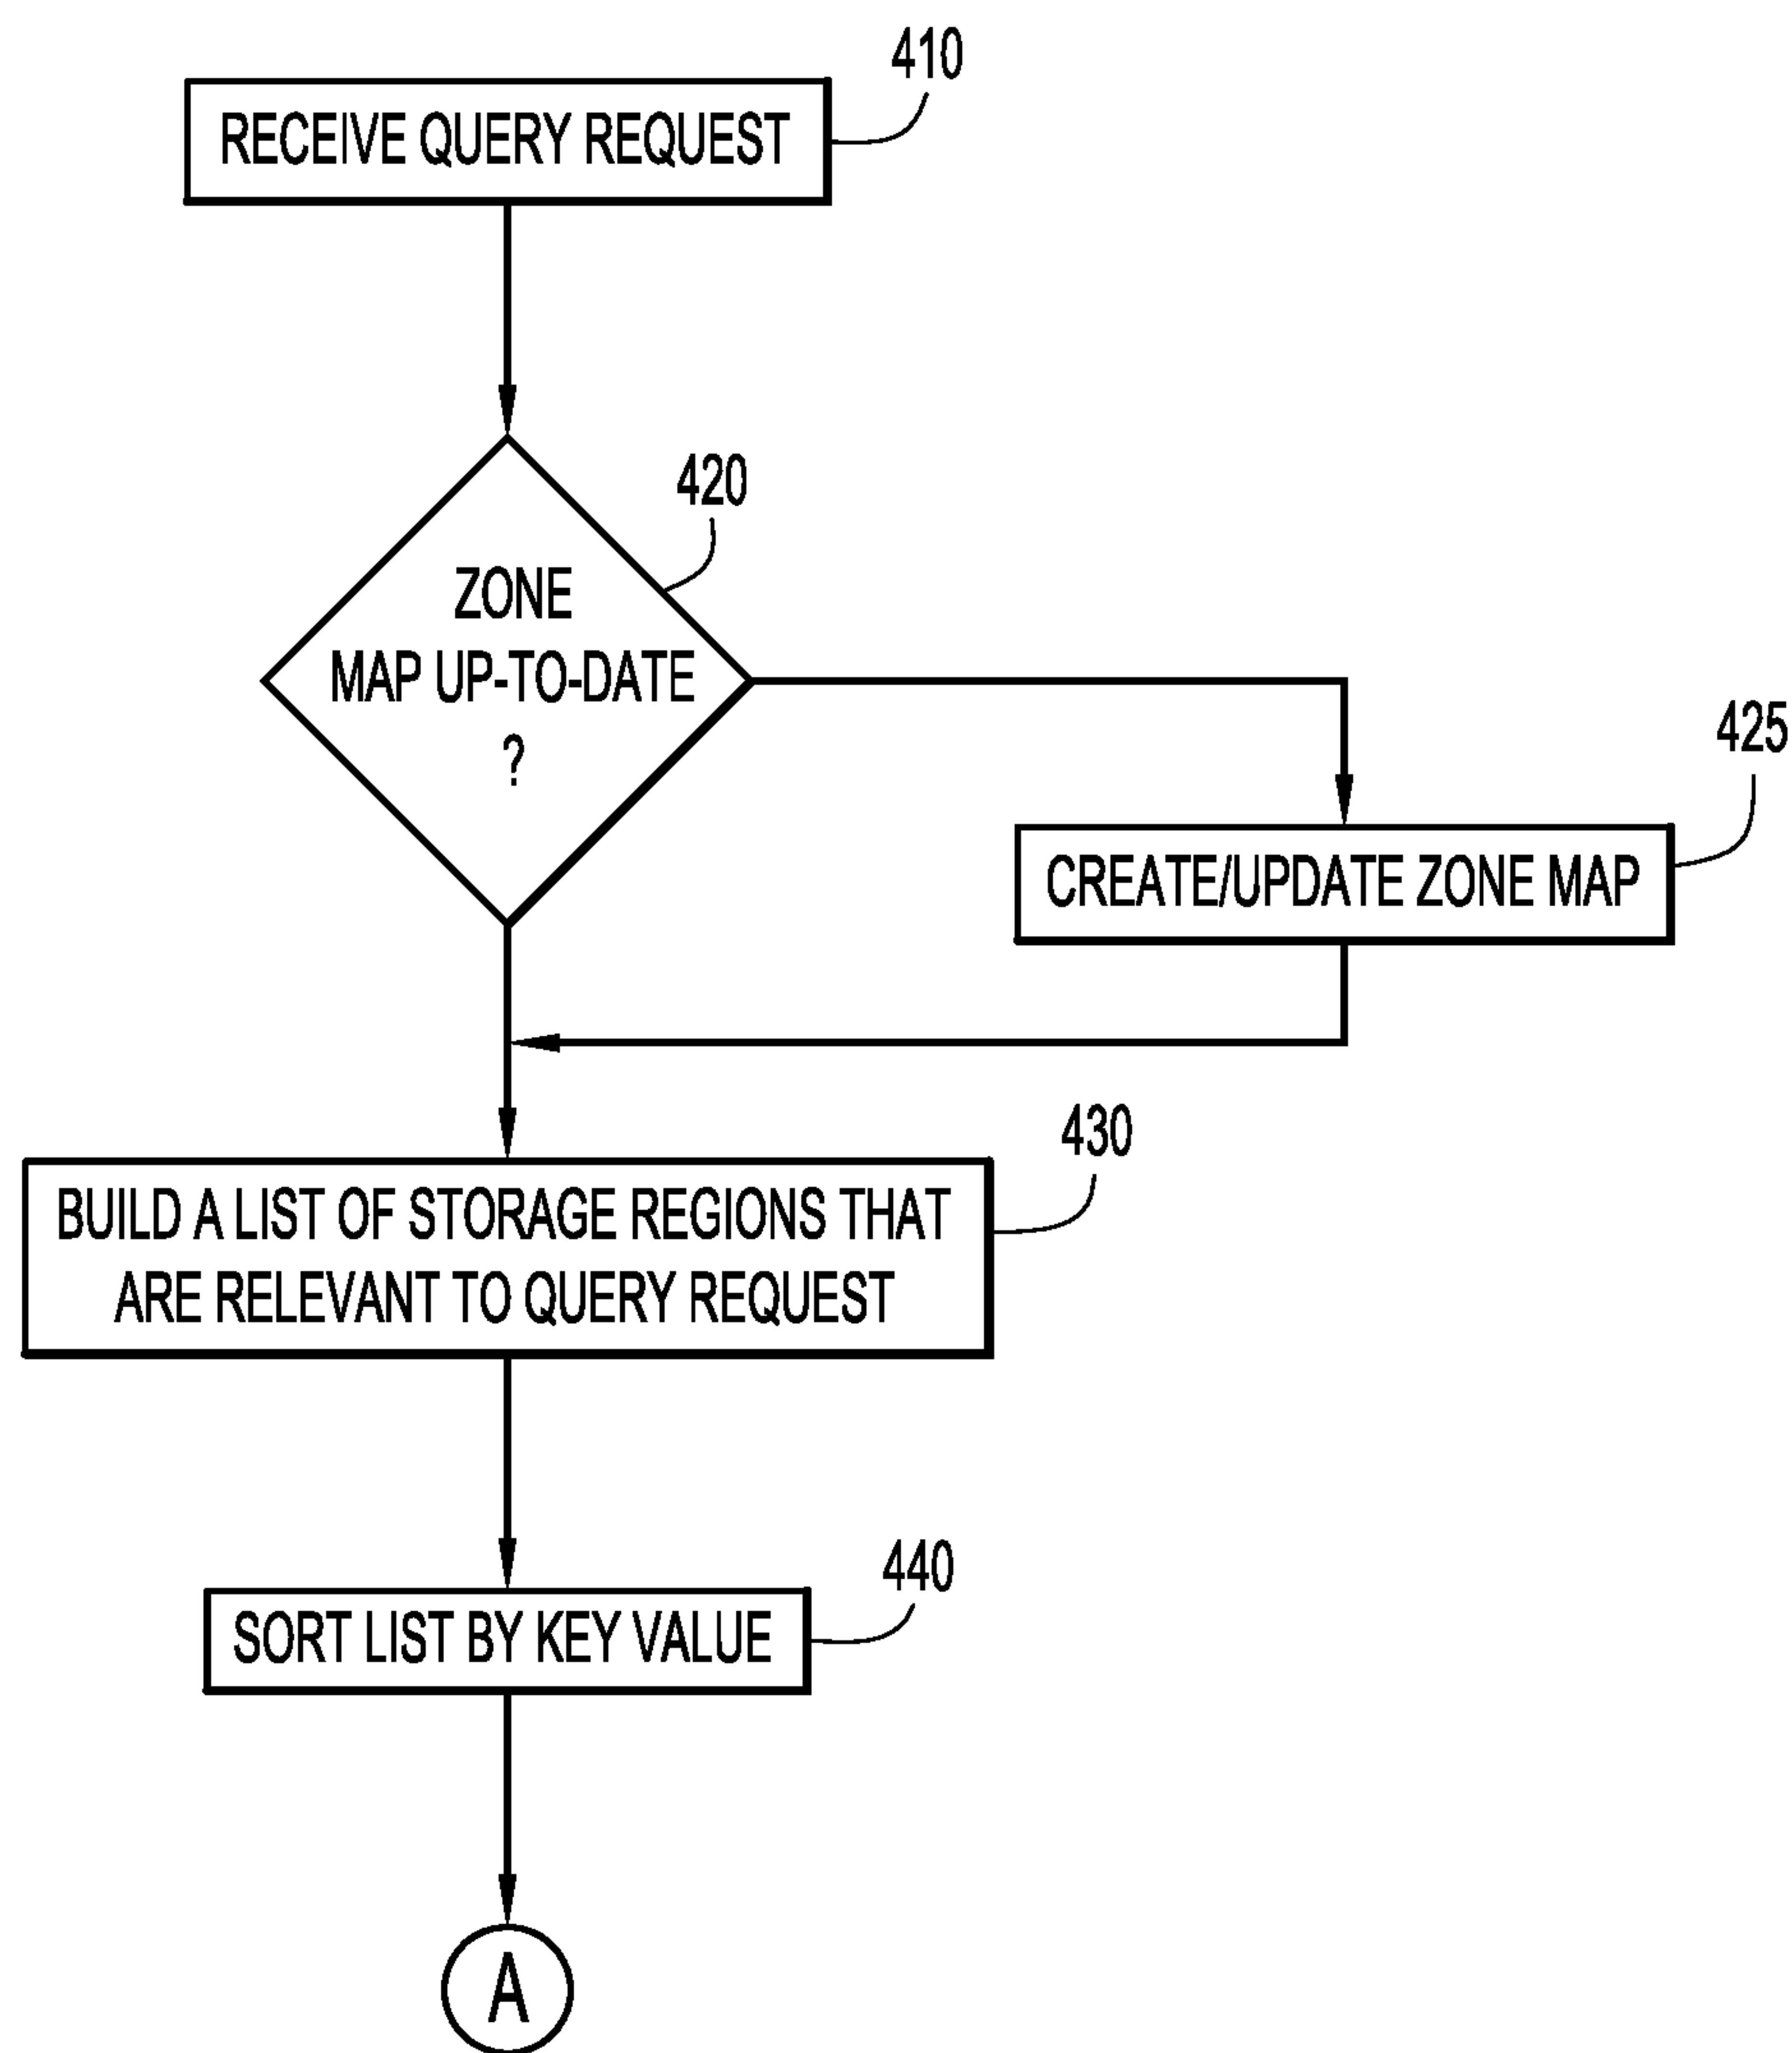 410
RECEIVE QUERY REQUEST
420
ZONE
MAP UP-TO-DATE
?
425
CREATE/UPDATE ZONE MAP
430
BUILD A LIST OF STORAGE REGIONS THAT
ARE RELEVANT TO QUERY REQUEST
440
SORT LIST BY KEY VALUE
A